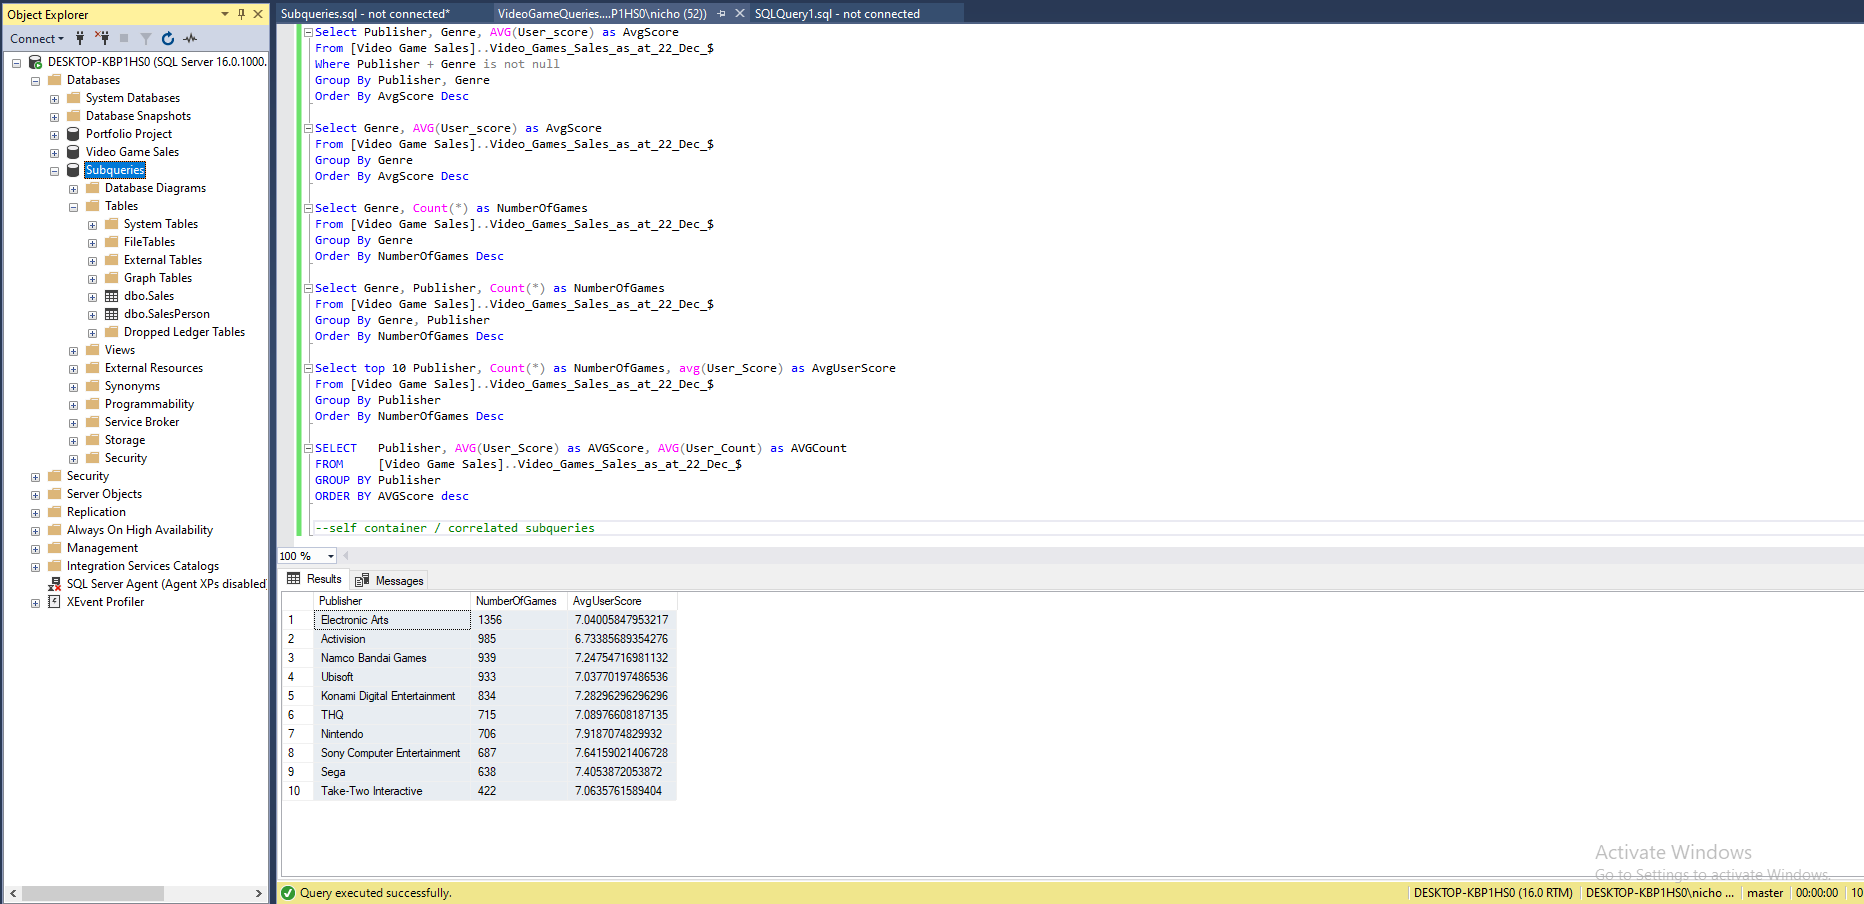 Object Explorer
Connect
DESKTOP-KBP1HS0 (SQL Server 16.0.1000.
Databases
System Databases
Database Snapshots
Portfolio Project
Video Game Sales
Subqueries
Database Diagrams
Tables
System Tables
FileTables
External Tables
Graph Tables
dbo.Sales
dbo.SalesPerson
Dropped Ledger Tables
Views
External Resources
Synonyms
Programmability
Service Broker
Storage
Security
Security
Server Objects
Replication
Always On High Availability
Management
Integration Services Catalogs
SQL Server Agent (Agent XPs disabled
XEvent Profiler
Subqueries.sql - not connected*
VideoGameQueries....P1HS0\nicho (52))
SQLQuery1.sql - not connected
Select Publisher, Genre, AVG(User_score) as AvgScore
From [Video Game Sales]..Video_Games_Sales_as_at_22_Dec_$
Where Publisher + Genre is not null
Group By Publisher, Genre
Order By AvgScore Desc
Select Genre, AVG(User_score) as AvgScore
From [Video Game Sales]..Video_Games_Sales_as_at_22_Dec_$
Group By Genre
Order By AvgScore Desc
Select Genre, Count(*) as NumberOfGames
From [Video Game Sales]..Video_Games_Sales_as_at_22_Dec_$
Group By Genre
Order By NumberOfGames Desc
Select Genre, Publisher, Count(*) as NumberOfGames
From [Video Game Sales]..Video_Games_Sales_as_at_22_Dec_$
Group By Genre, Publisher
Order By NumberOfGames Desc
Select top 10 Publisher, Count(*) as NumberOfGames, avg(User_Score) as AvgUserScore
From [Video Game Sales]..Video_Games_Sales_as_at_22_Dec_$
Group By Publisher
Order By NumberOfGames Desc
SELECT   Publisher, AVG(User_Score) as AVGScore, AVG(User_Count) as AVGCount
FROM     [Video Game Sales]..Video_Games_Sales_as_at_22_Dec_$
GROUP BY Publisher
ORDER BY AVGScore desc
--self container / correlated subqueries
100 %
Results Messages
Publisher NumberOfGames AvgUserScore
1 Electronic Arts 1356 7.04005847953217
2 Activision 985 6.73385689354276
3 Namco Bandai Games 939 7.24754716981132
4 Ubisoft 933 7.03770197486536
5 Konami Digital Entertainment 834 7.28296296296296
6 THQ 715 7.08976608187135
7 Nintendo 706 7.9187074829932
8 Sony Computer Entertainment 687 7.64159021406728
9 Sega 638 7.4053872053872
10 Take-Two Interactive 422 7.0635761589404
Activate Windows
Go to Settings to activate Windows.
Query executed successfully.
DESKTOP-KBP1HS0 (16.0 RTM) DESKTOP-KBP1HS0\nicho ... master 00:00:00 10